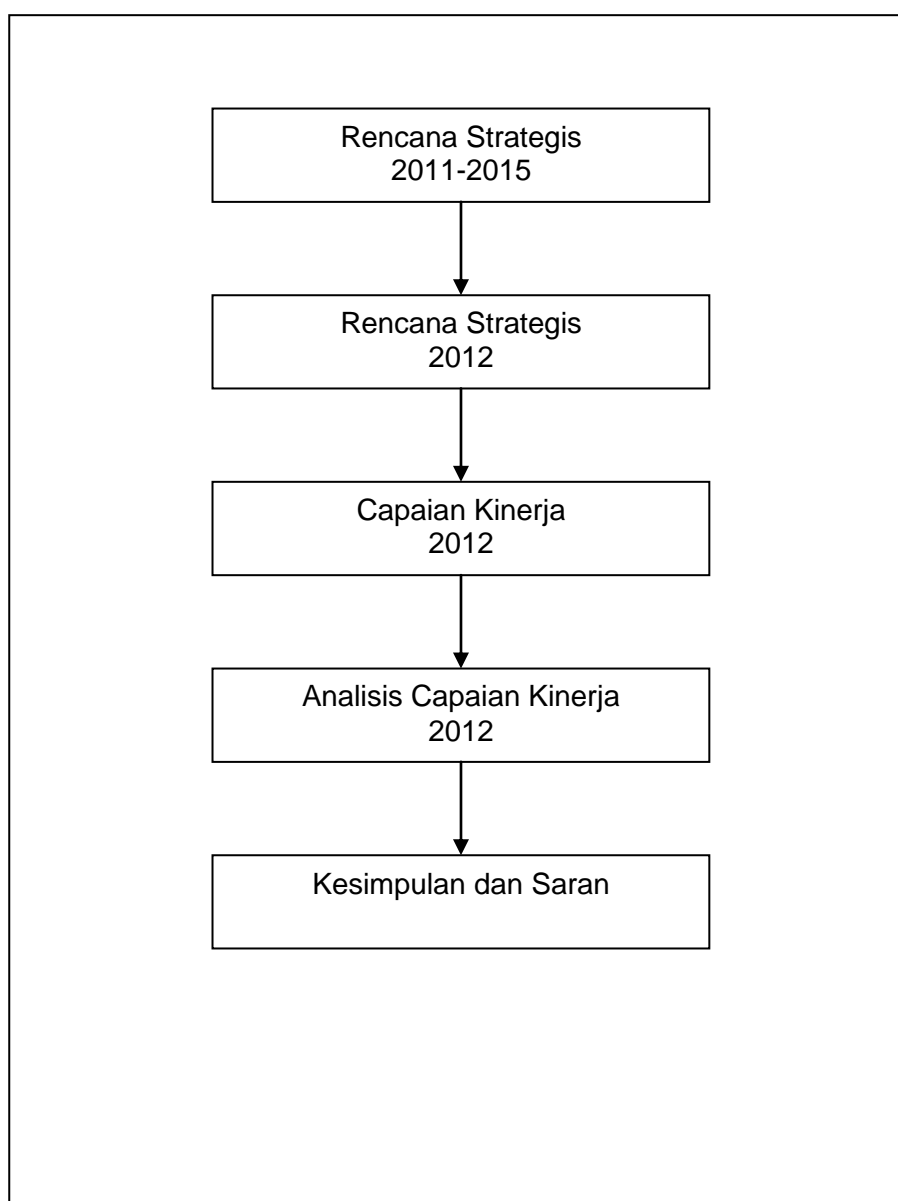 Rencana Strategis
2011-2015
Rencana Strategis
2012
Capaian Kinerja
2012
Analisis Capaian Kinerja
2012
Kesimpulan dan Saran